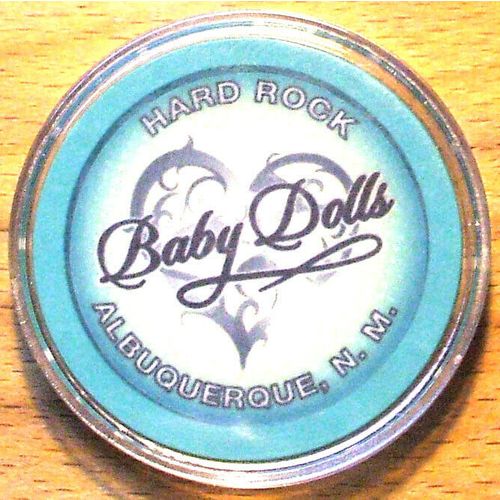 HARD ROCK
Baby Dolls
ALBUQUERQUE, N. M.